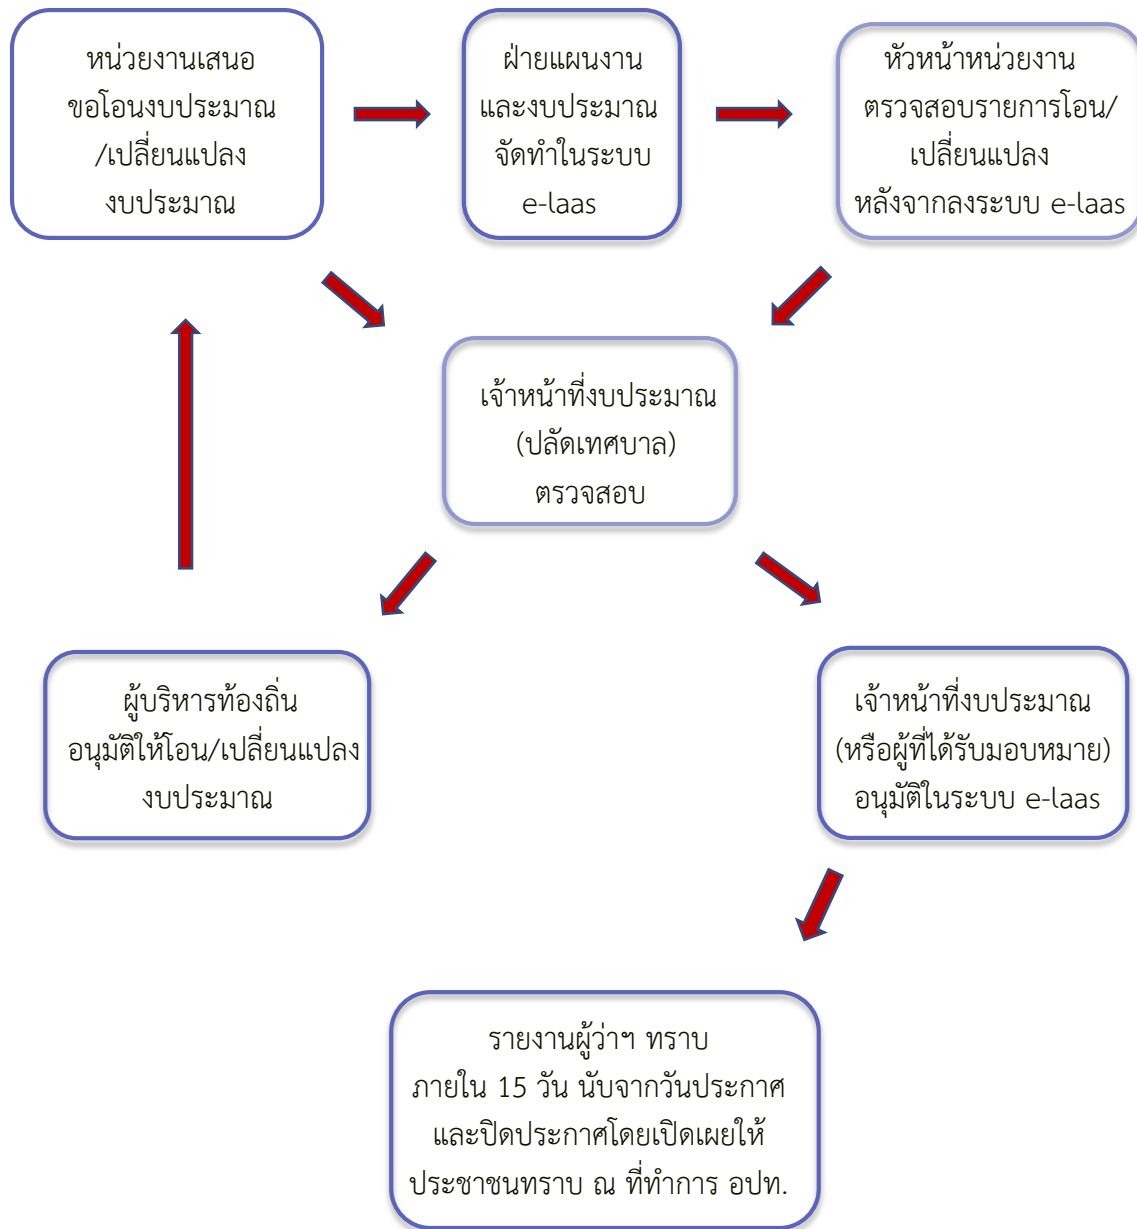 หน่วยงานเสนอ
ขอโอนงบประมาณ
/เปลี่ยนแปลง
งบประมาณ
ฝ่ายแผนงาน
และงบประมาณ
จัดทำในระบบ
e-laas
หัวหน้าหน่วยงาน
ตรวจสอบรายการโอน/
เปลี่ยนแปลง
หลังจากลงระบบ e-laas
เจ้าหน้าที่งบประมาณ
(ปลัดเทศบาล)
ตรวจสอบ
ผู้บริหารท้องถิ่น
อนุมัติให้โอน/เปลี่ยนแปลง
งบประมาณ
เจ้าหน้าที่งบประมาณ
(หรือผู้ที่ได้รับมอบหมาย)
อนุมัติในระบบ e-laas
รายงานผู้ว่าฯ ทราบ
ภายใน 15 วัน นับจากวันประกาศ
และปิดประกาศโดยเปิดเผยให้
ประชาชนทราบ ณ ที่ทำการ อปท.